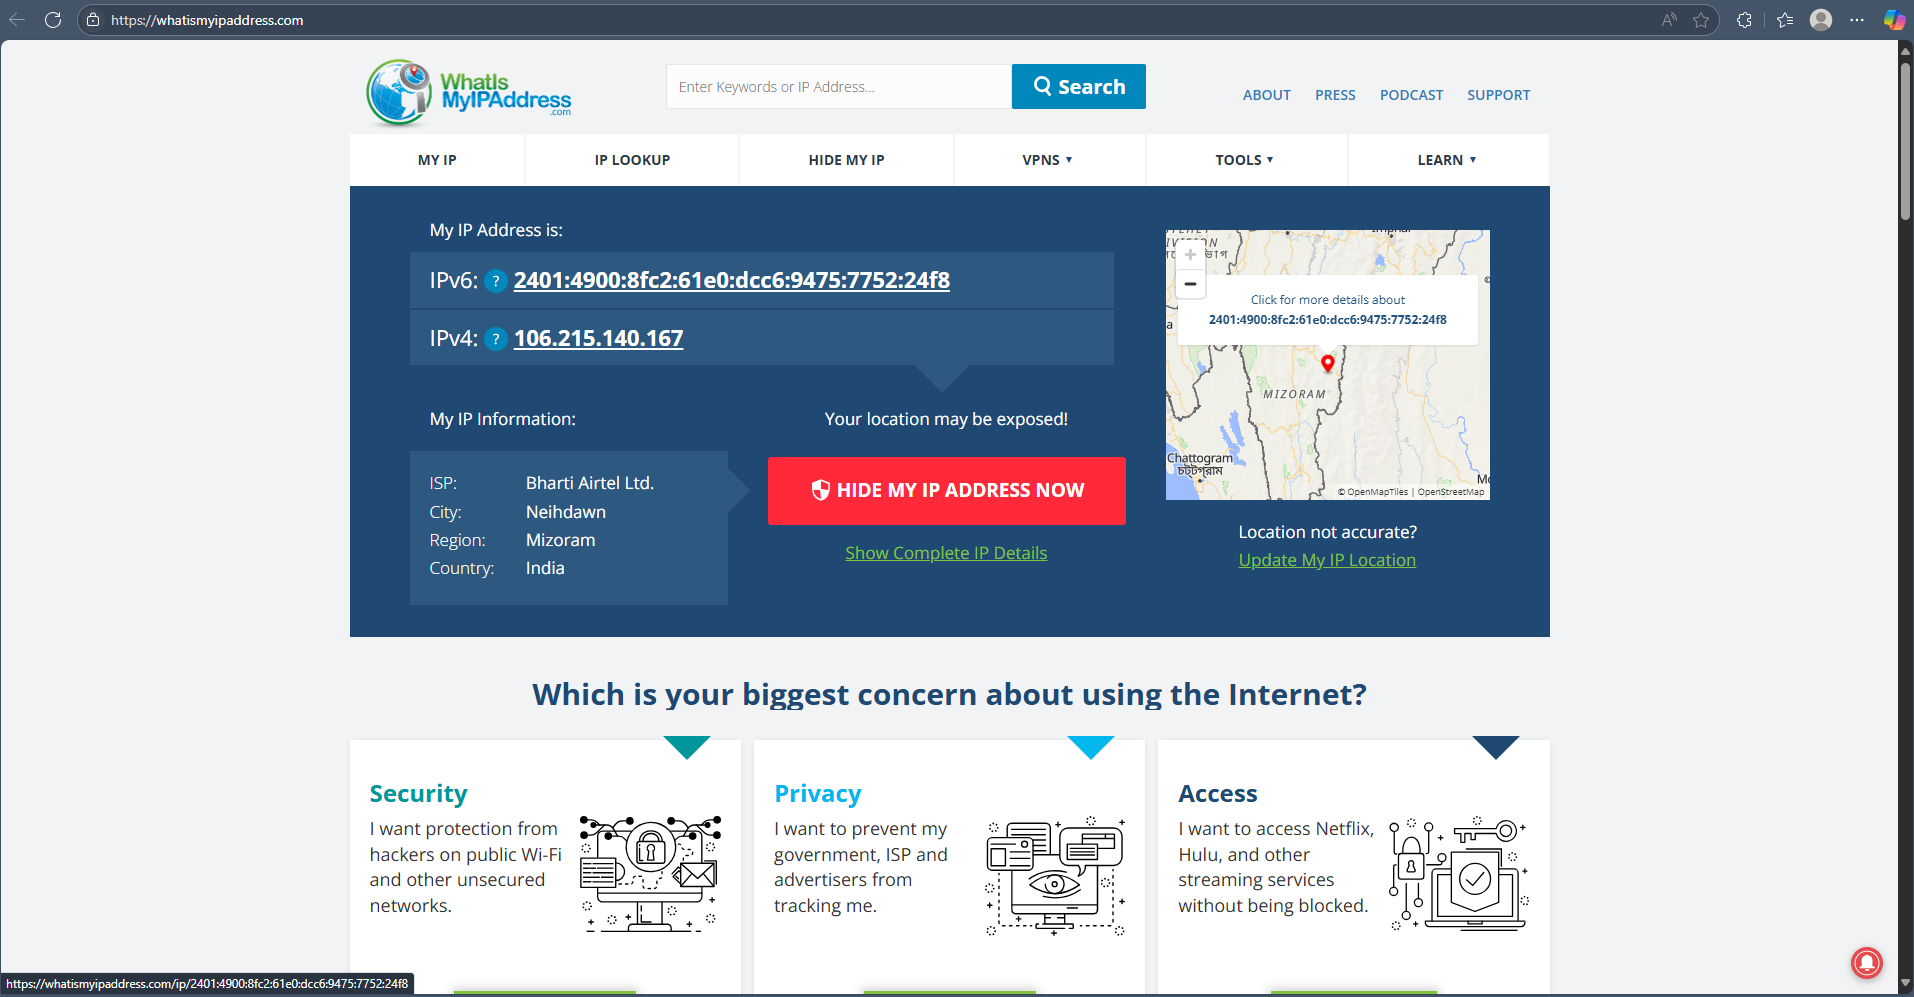 https://whatismyipaddress.com
WhatIs
MyIPAddress
.com
Enter Keywords or IP Address...
Search
ABOUT PRESS PODCAST SUPPORT
MY IP IP LOOKUP HIDE MY IP VPNS ▼ TOOLS ▼ LEARN ▼
My IP Address is:
IPv6: ? 2401:4900:8fc2:61e0:dcc6:9475:7752:24f8
IPv4: ? 106.215.140.167
+
−
Click for more details about
2401:4900:8fc2:61e0:dcc6:9475:7752:24f8
MIZORAM
Chattogram
চট্টগ্রাম
© OpenMapTiles | OpenStreetMap
My IP Information:
Your location may be exposed!
ISP: Bharti Airtel Ltd.
City: Neihdawn
Region: Mizoram
Country: India
HIDE MY IP ADDRESS NOW
Show Complete IP Details
Location not accurate?
Update My IP Location
Which is your biggest concern about using the Internet?
Security
I want protection from
hackers on public Wi-Fi
and other unsecured
networks.
Privacy
I want to prevent my
government, ISP and
advertisers from
tracking me.
Access
I want to access Netflix,
Hulu, and other
streaming services
without being blocked.
https://whatismyipaddress.com/ip/2401:4900:8fc2:61e0:dcc6:9475:7752:24f8